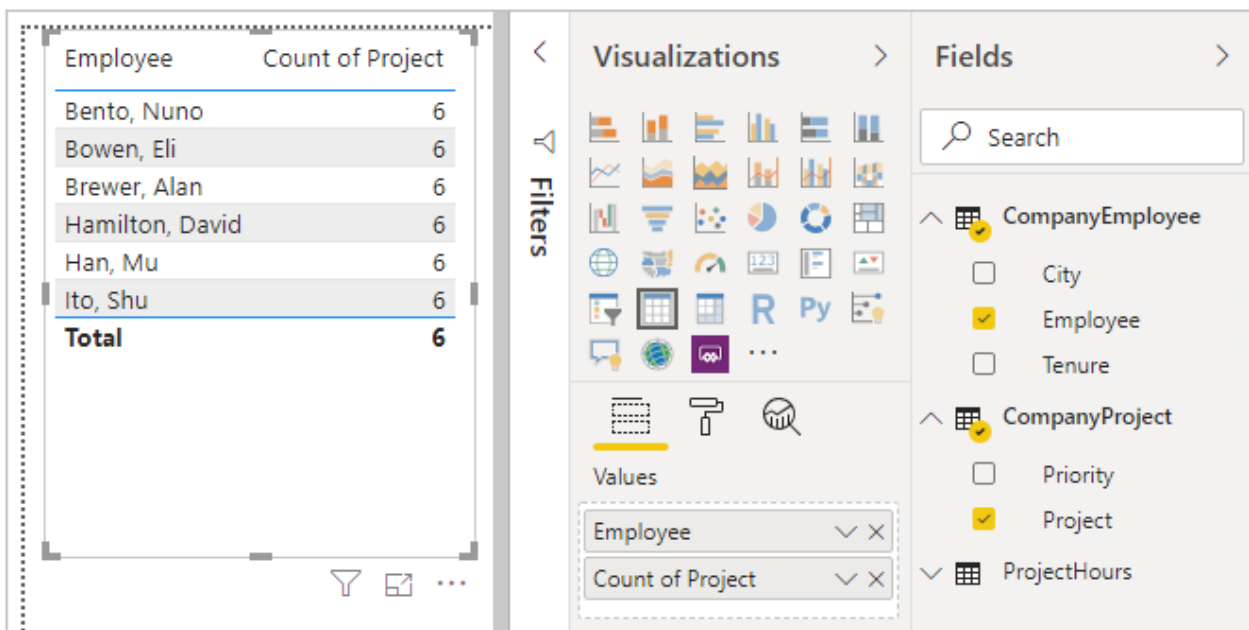 Employee Count of Project
Bento, Nuno 6
Bowen, Eli 6
Brewer, Alan 6
Hamilton, David 6
Han, Mu 6
Ito, Shu 6
Total 6
Filters
Visualizations
123
R Py
Values
Employee
Count of Project
Fields
Search
CompanyEmployee
City
Employee
Tenure
CompanyProject
Priority
Project
ProjectHours